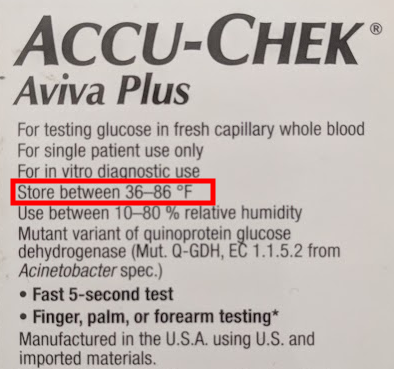 ACCU-CHEK®
Aviva Plus
For testing glucose in fresh capillary whole blood
For single patient use only
For in vitro diagnostic use
Store between 36–86 °F
Use between 10–80 % relative humidity
Mutant variant of quinoprotein glucose
dehydrogenase (Mut. Q-GDH, EC 1.1.5.2 from
Acinetobacter spec.)
• Fast 5-second test
• Finger, palm, or forearm testing*
Manufactured in the U.S.A. using U.S. and
imported materials.